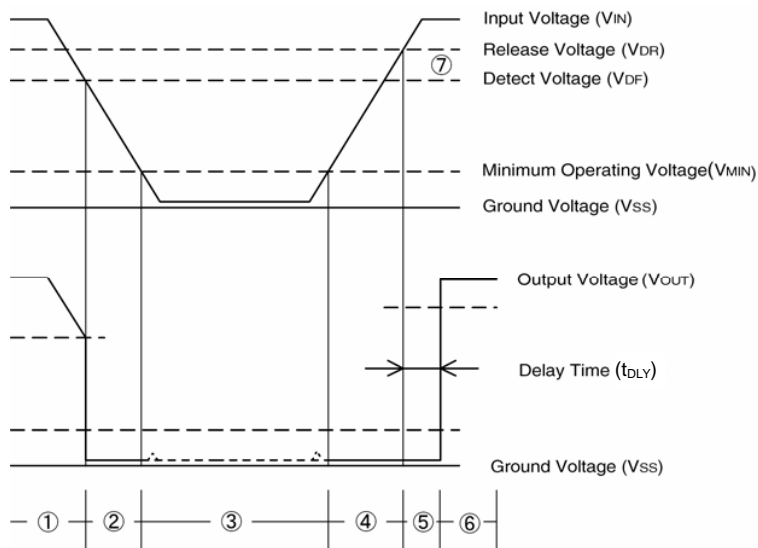 Input Voltage (VIN)
Release Voltage (VDR)
⑦
Detect Voltage (VDF)
Minimum Operating Voltage(VMIN)
Ground Voltage (VSS)
Output Voltage (VOUT)
Delay Time (tDLY)
Ground Voltage (VSS)
① ② ③ ④ ⑤ ⑥